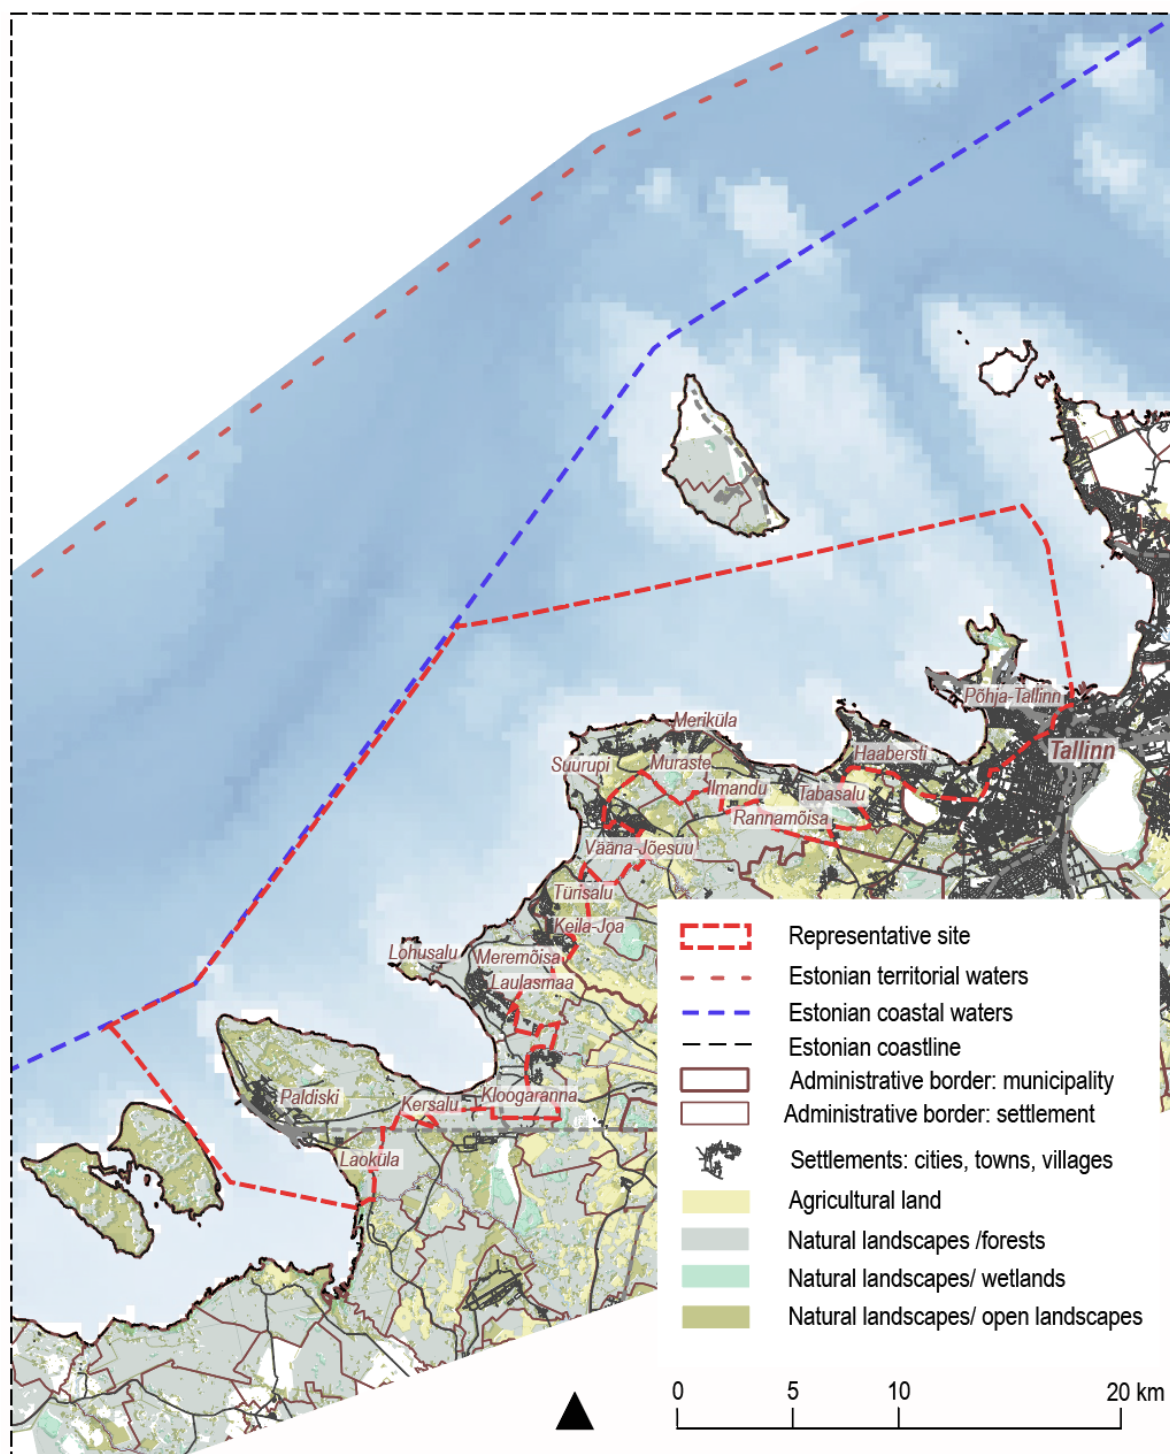 Põhja-Tallinn
Meriküla
Tallinn
Haabersti
Suurupi
Muraste
Ilmandu
Tabasalu
Rannamõisa
Vääna-Jõesuu
Türisalu
Keila-Joa
Lohusalu
Meremõisa
Laulasmaa
Paldiski
Kersalu
Kloogaranna
Laoküla
Representative site
Estonian territorial waters
Estonian coastal waters
Estonian coastline
Administrative border: municipality
Administrative border: settlement
Settlements: cities, towns, villages
Agricultural land
Natural landscapes /forests
Natural landscapes/ wetlands
Natural landscapes/ open landscapes
0 5 10 20 km